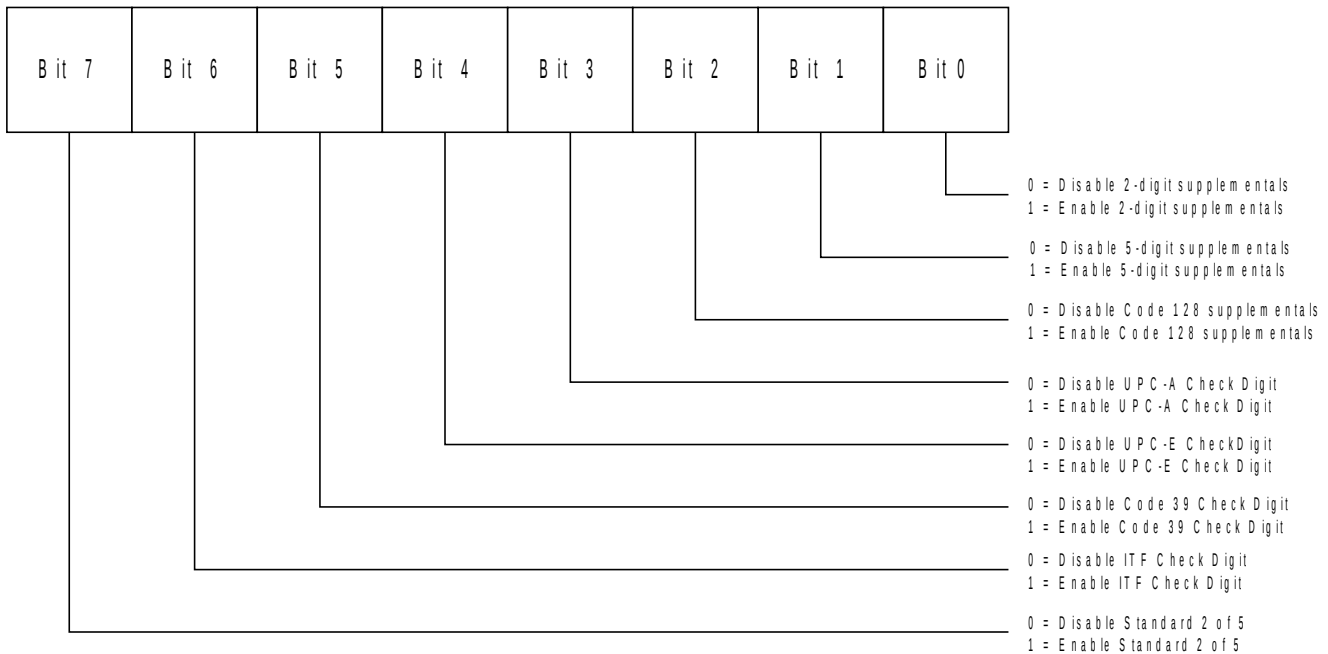 Bit 7 Bit 6 Bit 5 Bit 4 Bit 3 Bit 2 Bit 1 Bit 0
0 = Disable 2-digit supplementals
1 = Enable 2-digit supplementals
0 = Disable 5-digit supplementals
1 = Enable 5-digit supplementals
0 = Disable Code 128 supplementals
1 = Enable Code 128 supplementals
0 = Disable UPC-A Check Digit
1 = Enable UPC-A Check Digit
0 = Disable UPC-E CheckDigit
1 = Enable UPC-E Check Digit
0 = Disable Code 39 Check Digit
1 = Enable Code 39 Check Digit
0 = Disable ITF Check Digit
1 = Enable ITF Check Digit
0 = Disable Standard 2 of 5
1 = Enable Standard 2 of 5